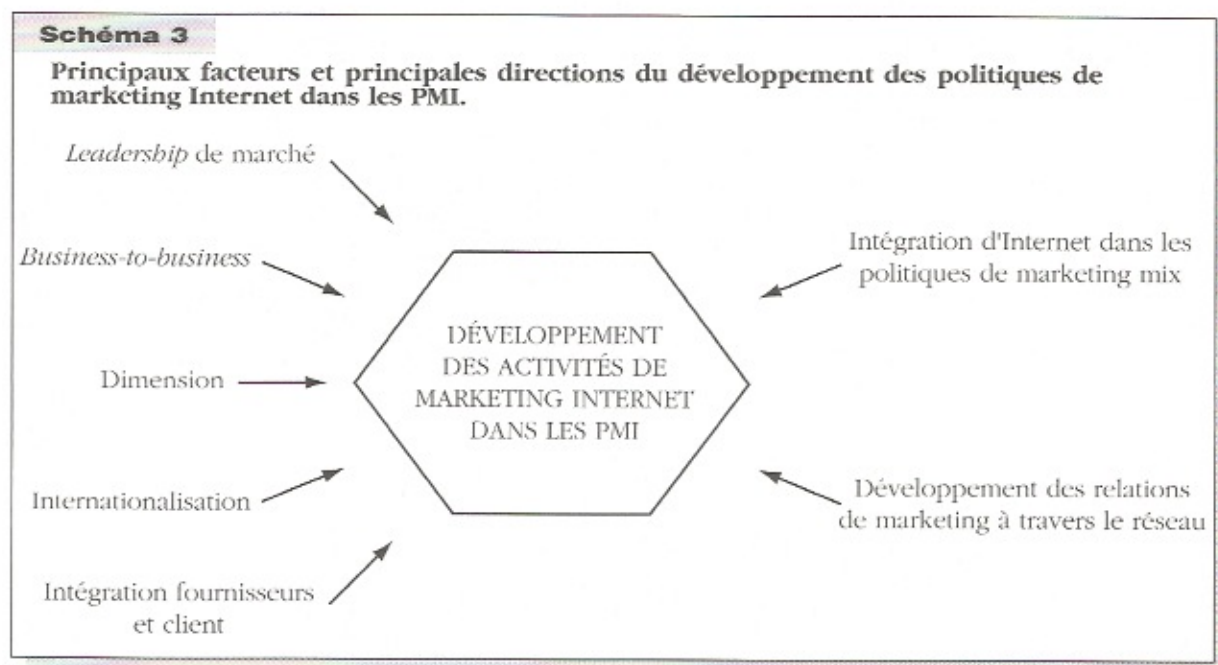 Schéma 3
Principaux facteurs et principales directions du développement des politiques de
marketing Internet dans les PMI.
Leadership de marché
Business-to-business
Dimension
Internationalisation
Intégration fournisseurs
et client
DÉVELOPPEMENT
DES ACTIVITÉS DE
MARKETING INTERNET
DANS LES PMI
Intégration d'Internet dans les
politiques de marketing mix
Développement des relations
de marketing à travers le réseau